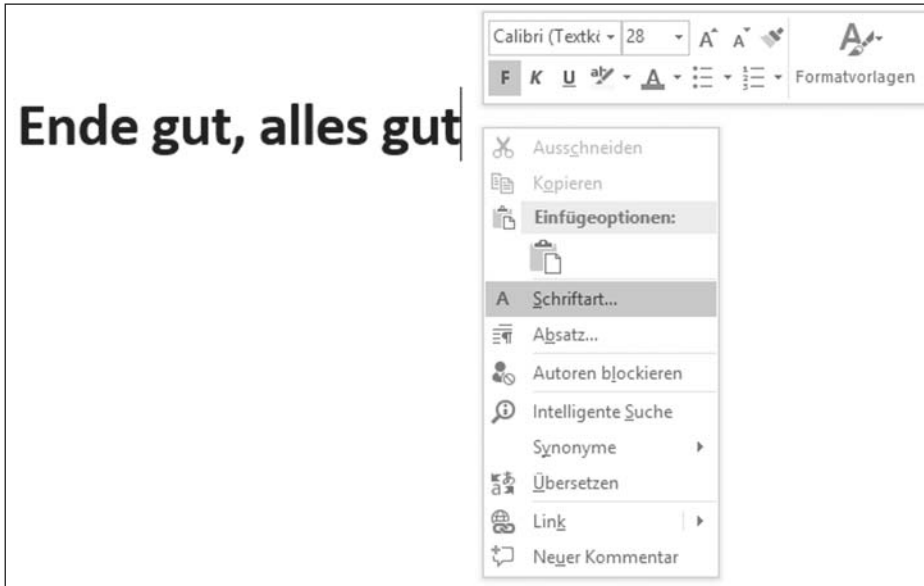 Calibri (Textkö 28
F K U Formatvorlagen
Ende gut, alles gut
Ausschneiden
Kopieren
Einfügeoptionen:
Schriftart...
Absatz...
Autoren blockieren
Intelligente Suche
Synonyme
Übersetzen
Link
Neuer Kommentar